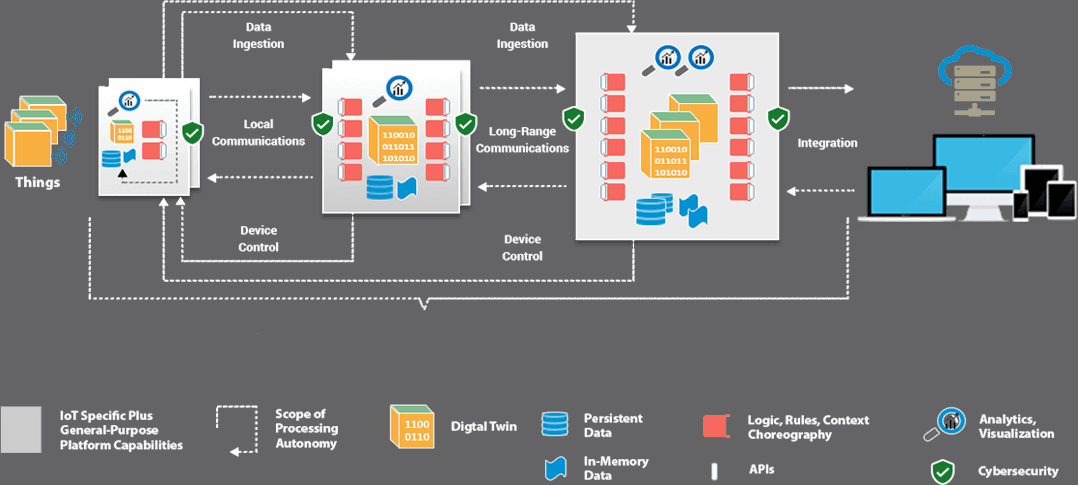 Data
Ingestion
Data
Ingestion
Things
1100
0110
110010
011011
101010
110010
011011
101010
Local
Communications
Long-Range
Communications
Integration
Device
Control
Device
Control
IoT Specific Plus
General-Purpose
Platform Capabilities
Scope of
Processing
Autonomy
1100
0110
Digtal Twin
Persistent
Data
In-Memory
Data
Logic, Rules, Context
Choreography
APIs
Analytics,
Visualization
Cybersecurity